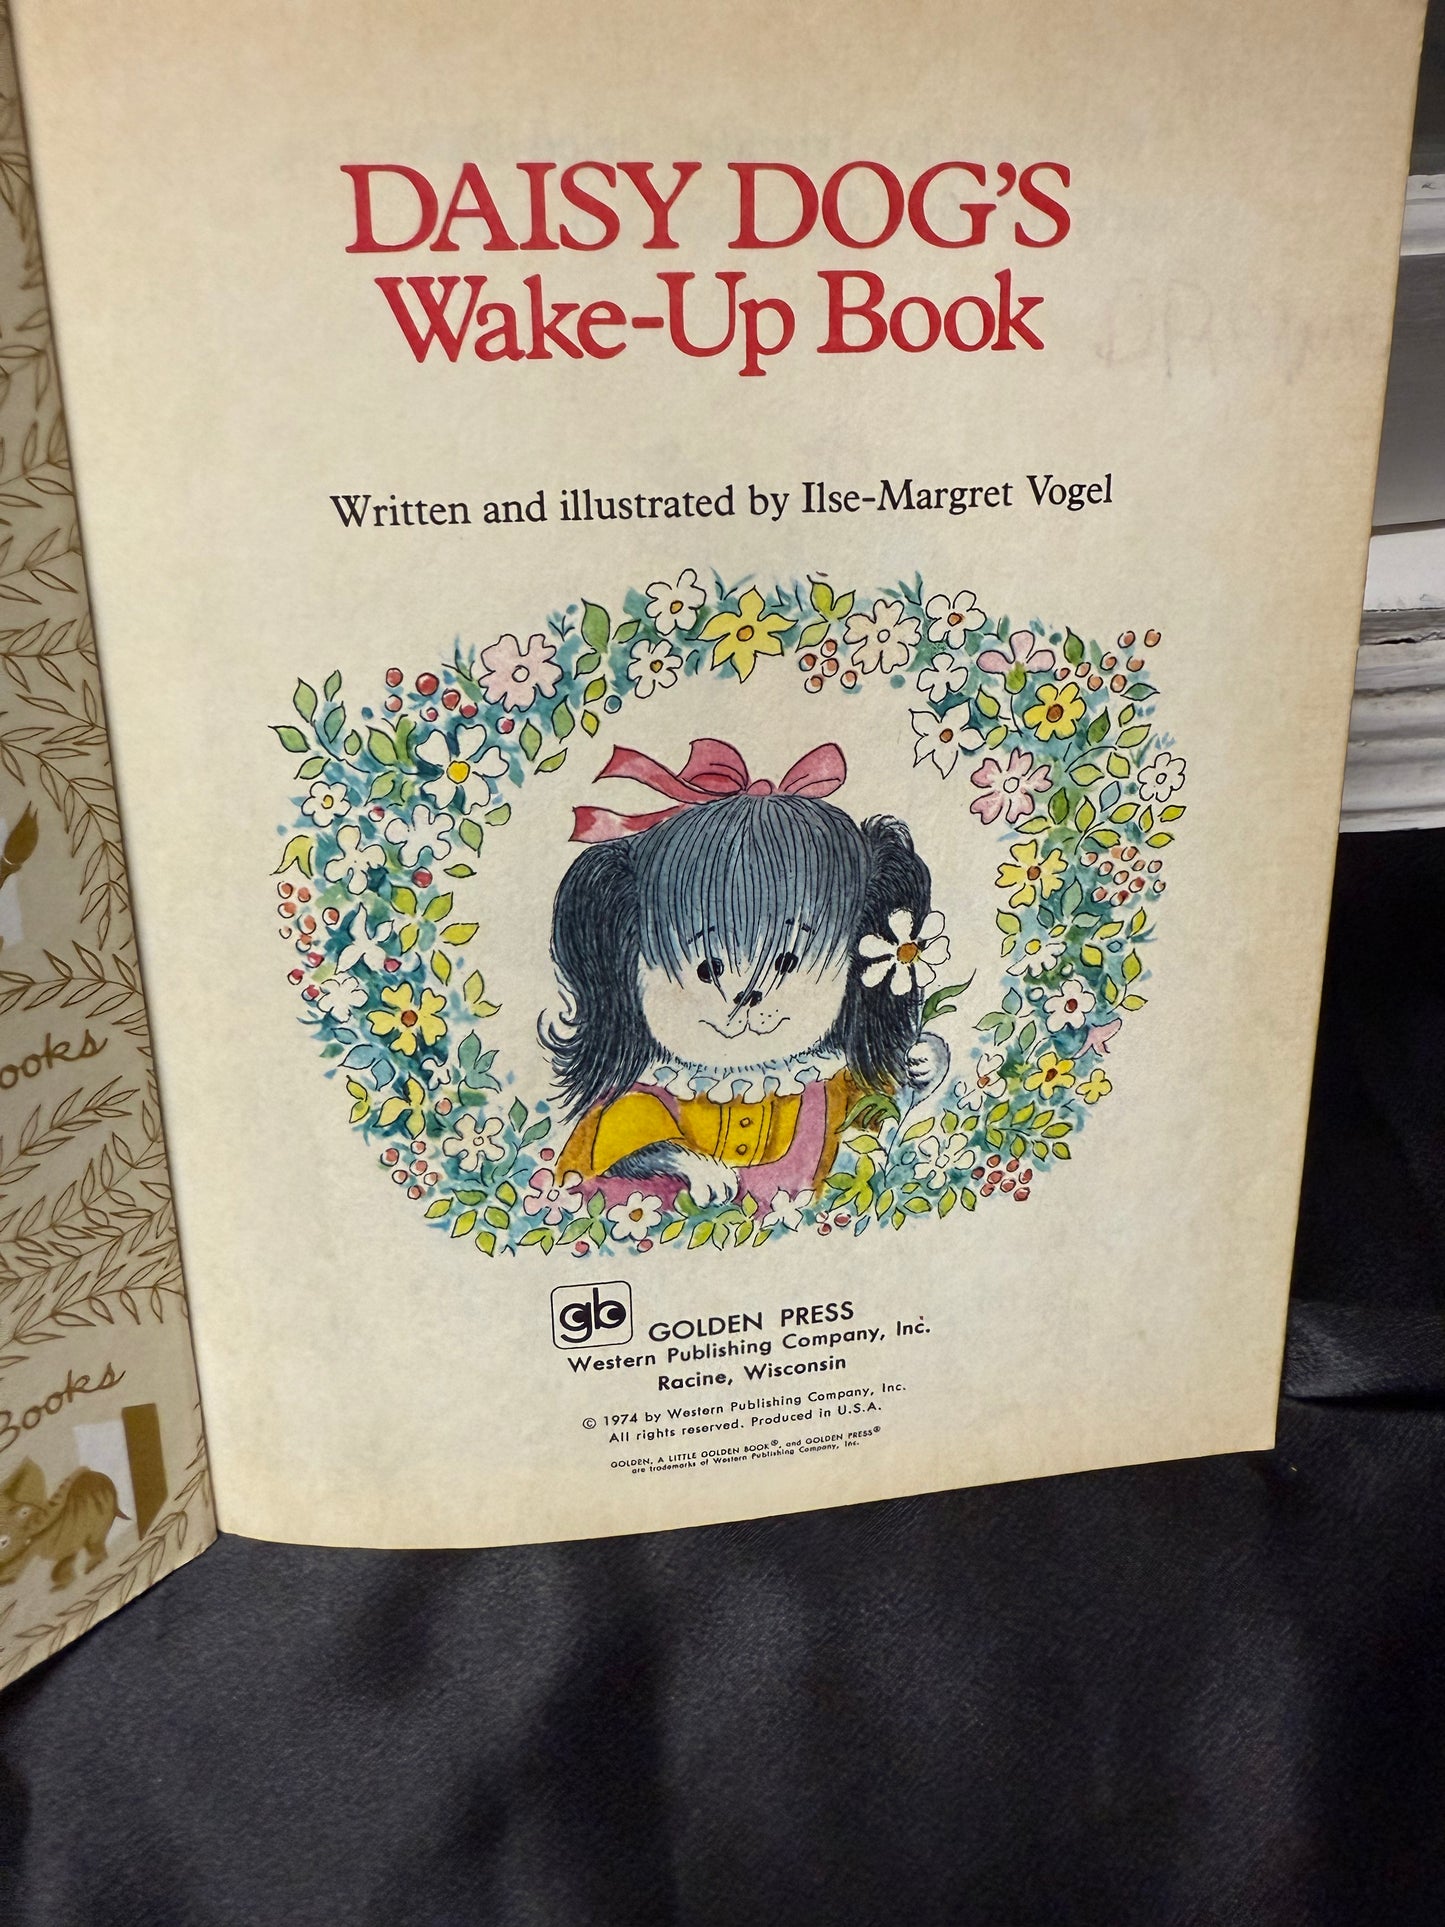 DAISY DOG'S
Wake-Up Book
Written and illustrated by Ilse-Margret Vogel
gb GOLDEN PRESS
Western Publishing Company, Inc.
Racine, Wisconsin
© 1974 by Western Publishing Company, Inc.
All rights reserved. Produced in U.S.A.
GOLDEN, A LITTLE GOLDEN BOOK®, and GOLDEN PRESS®
are trademarks of Western Publishing Company, Inc.
ooks
Books